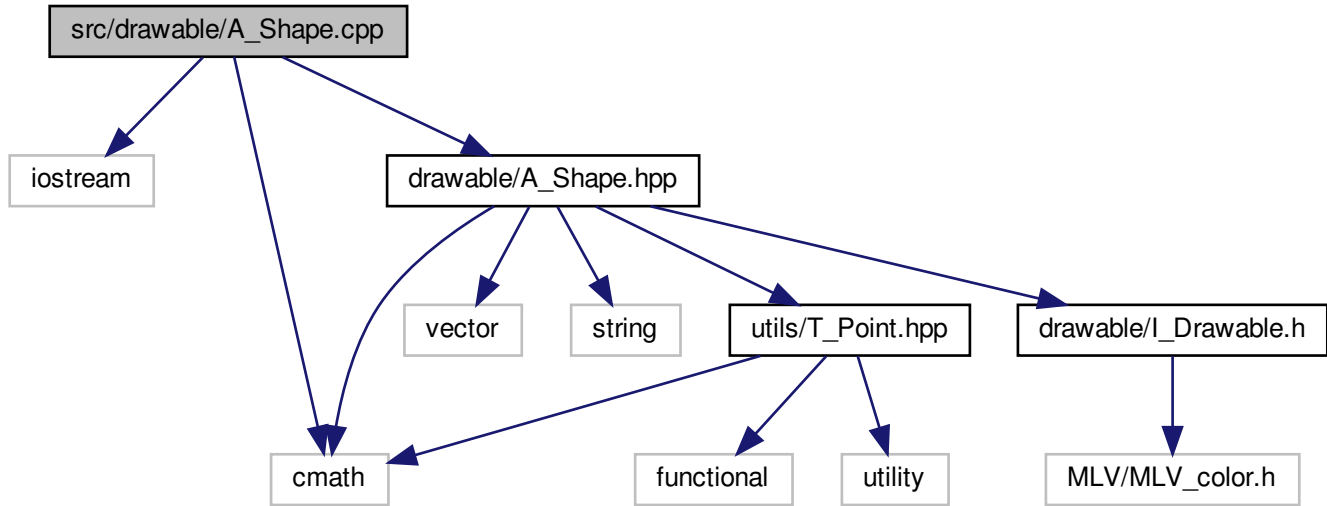 src/drawable/A_Shape.cpp
iostream
drawable/A_Shape.hpp
vector
string
utils/T_Point.hpp
drawable/I_Drawable.h
cmath
functional
utility
MLV/MLV_color.h